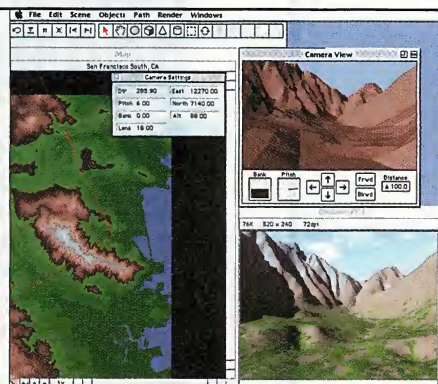 File Edit Scene Objects Path Render Windows
Map
San Francisco South, CA
Camera Settings
Dir 285.90 East 12270.00
Pitch 6.00 North 7140.00
Bank 0.00 Alt 88.00
Lens 18.00
Camera View
Bank Pitch Frwd Distance
Bkwd 100.0
76K 320 x 240 72dpi